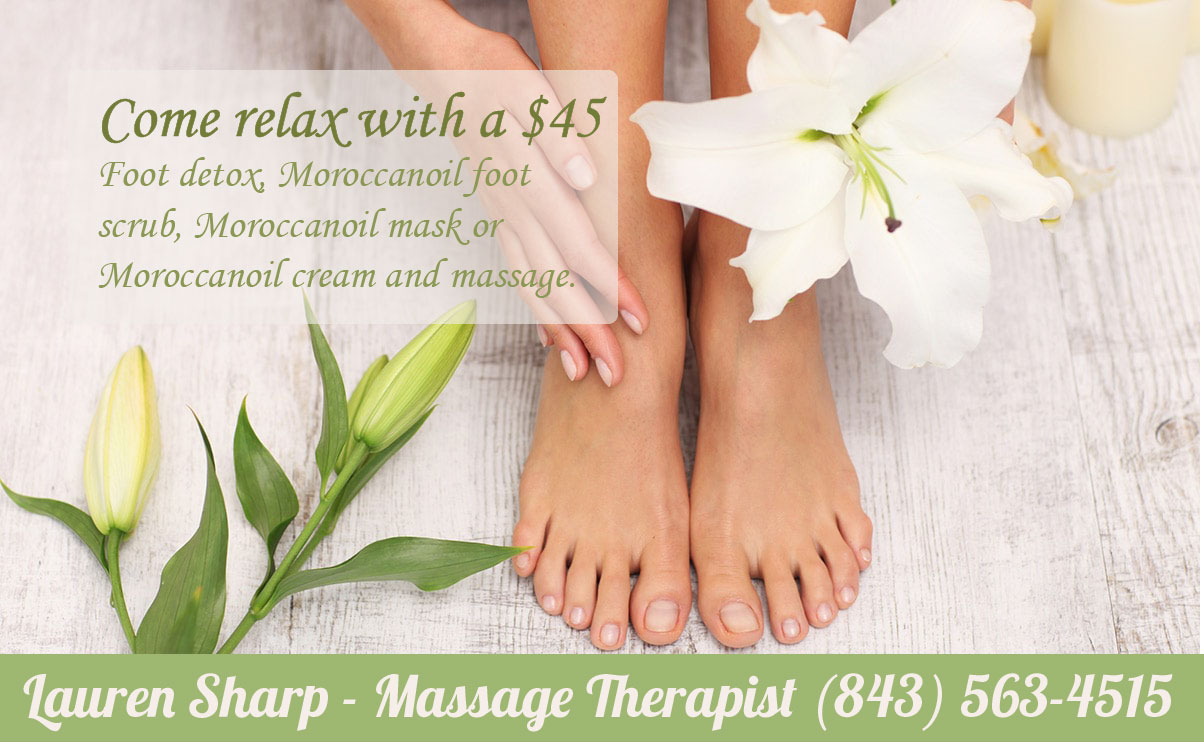 Come relax with a $45
Foot detox, Moroccanoil foot
scrub, Moroccanoil mask or
Moroccanoil cream and massage.
Lauren Sharp - Massage Therapist (843) 563-4515